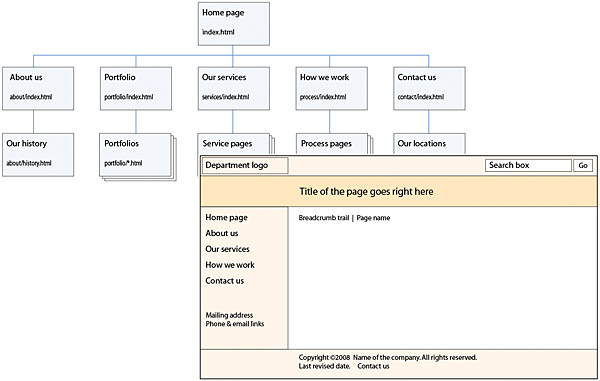 Home page
index.html
About us
about/index.html
Portfolio
portfolio/index.html
Our services
services/index.html
How we work
process/index.html
Contact us
contact/index.html
Our history
about/history.html
Portfolios
portfolio/*.html
Service pages
Process pages
Our locations
Department logo
Search box
Go
Title of the page goes right here
Home page
About us
Our services
How we work
Contact us
Mailing address
Phone & email links
Breadcrumb trail | Page name
Copyright ©2008 Name of the company. All rights reserved.
Last revised date. Contact us